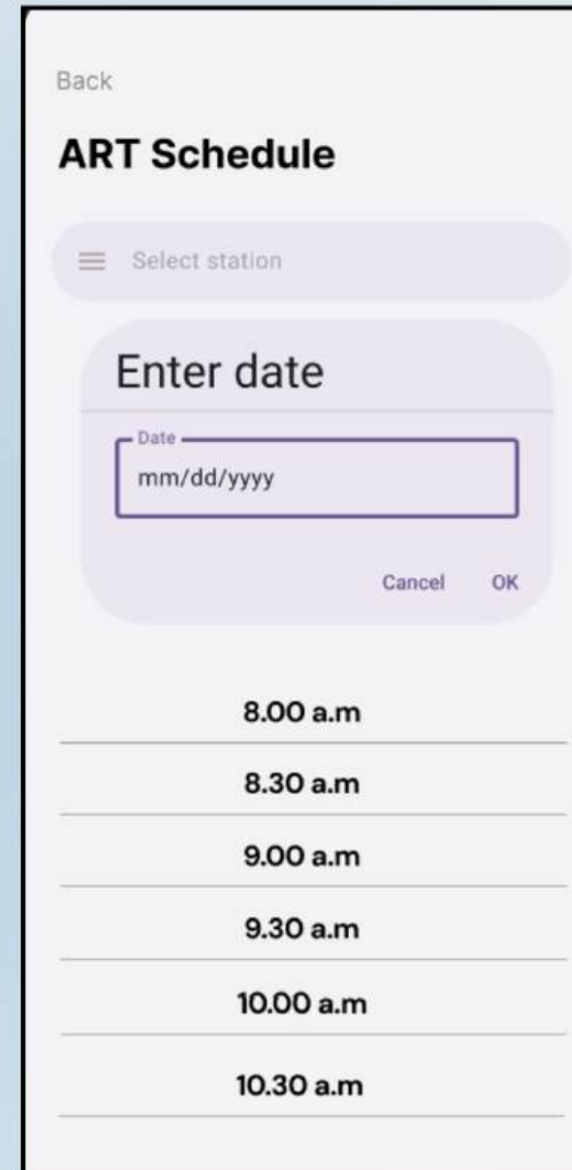 Back
ART Schedule
Select station
Enter date
Date
mm/dd/yyyy
Cancel OK
8.00 a.m
8.30 a.m
9.00 a.m
9.30 a.m
10.00 a.m
10.30 a.m